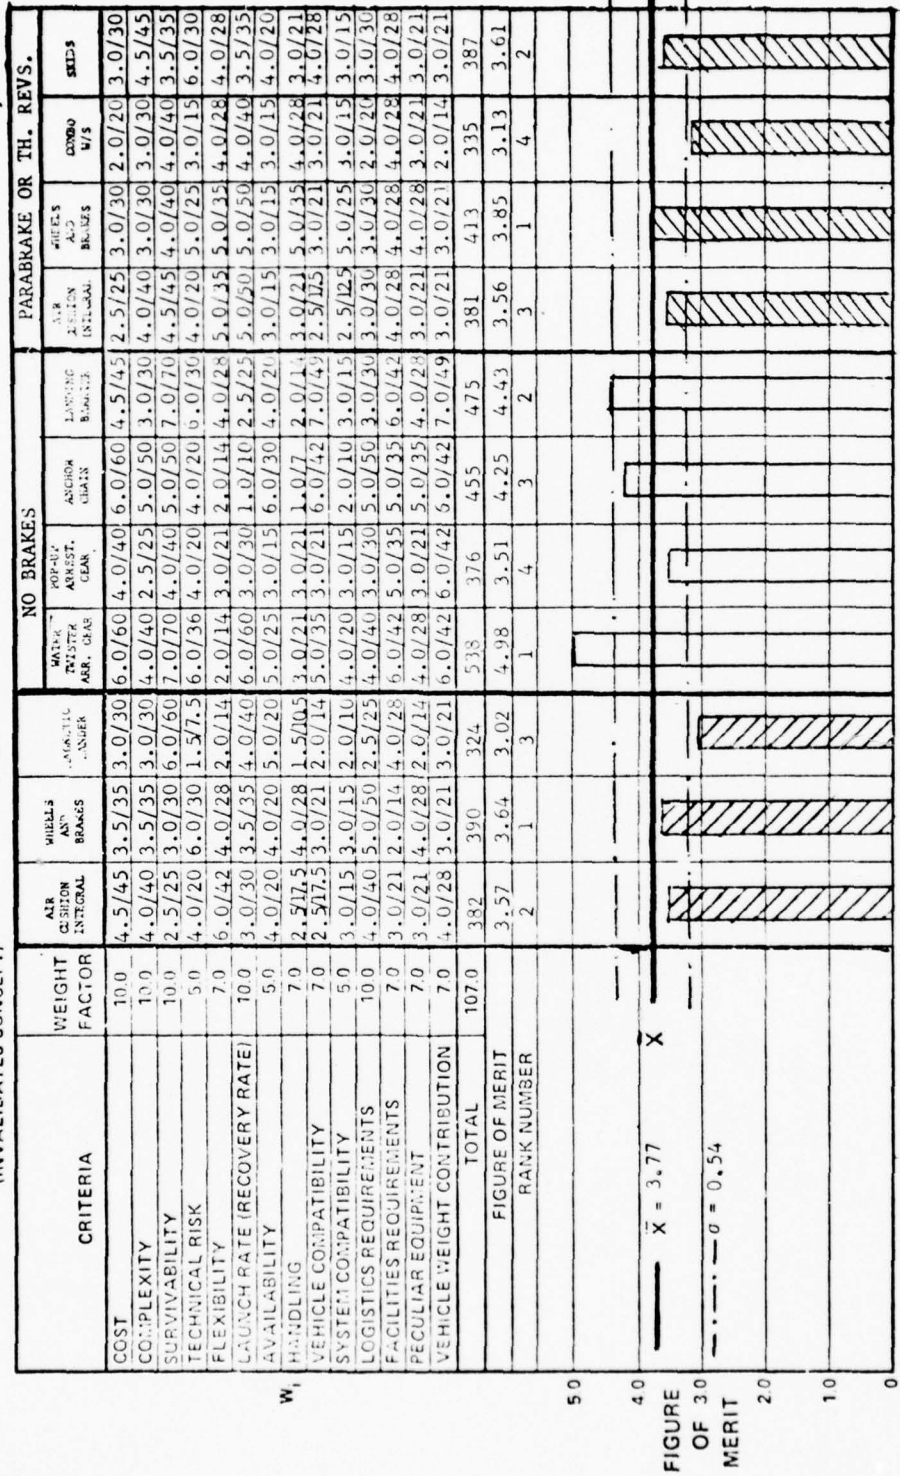 NO BRAKES PARABRAKE OR TH. REVS.
CRITERIA WEIGHT FACTOR AIR CUSHION INTEGRAL WHEELS AND BRAKES LANDER WATER TWISTER ARR. GEAR POP-UP ARREST. GEAR ANCHOR CHAIN LANDING BARRIER AIR CUSHION INTEGRAL WHEELS AND BRAKES COMBO W/S SKIDS
COST 10.0 4.5/45 3.5/35 3.0/30 6.0/60 4.0/40 6.0/60 4.5/45 2.5/25 3.0/30 2.0/20 3.0/30
COMPLEXITY 10.0 4.0/40 3.5/35 3.0/30 4.0/40 2.5/25 5.0/50 3.0/30 4.0/40 3.0/30 3.0/30 4.5/45
SURVIVABILITY 10.0 2.5/25 3.0/30 6.0/60 7.0/70 4.0/40 5.0/50 7.0/70 4.5/45 4.0/40 4.0/40 3.5/35
TECHNICAL RISK 5.0 4.0/20 6.0/30 1.5/7.5 6.0/36 4.0/20 4.0/20 6.0/30 4.0/20 5.0/25 3.0/15 6.0/30
FLEXIBILITY 7.0 6.0/42 4.0/28 2.0/14 2.0/14 3.0/21 2.0/14 4.0/28 5.0/35 5.0/35 4.0/28 4.0/28
LAUNCH RATE (RECOVERY RATE) 10.0 3.0/30 3.5/35 4.0/40 6.0/60 3.0/30 1.0/10 2.5/25 5.0/50 5.0/50 4.0/40 3.5/35
AVAILABILITY 5.0 4.0/20 4.0/20 5.0/20 5.0/25 3.0/15 6.0/30 4.0/20 3.0/15 3.0/15 3.0/15 4.0/20
W₁
HANDLING 7.0 2.5/17.5 4.0/28 1.5/10.5 3.0/21 3.0/21 1.0/7 2.0/14 3.0/21 5.0/35 4.0/28 3.0/21
VEHICLE COMPATIBILITY 7.0 2.5/17.5 3.0/21 2.0/14 5.0/35 3.0/21 6.0/42 7.0/49 2.5/17.5 3.0/21 3.0/21 4.0/28
SYSTEM COMPATIBILITY 5.0 3.0/15 3.0/15 2.0/10 4.0/20 3.0/15 2.0/10 3.0/15 2.5/12.5 5.0/25 3.0/15 3.0/15
LOGISTICS REQUIREMENTS 10.0 4.0/40 5.0/50 2.5/25 4.0/40 3.0/30 5.0/50 3.0/30 3.0/30 3.0/30 2.0/20 3.0/30
FACILITIES REQUIREMENTS 7.0 3.0/21 2.0/14 4.0/28 6.0/42 5.0/35 5.0/35 6.0/42 4.0/28 4.0/28 4.0/28 4.0/28
PECULIAR EQUIPMENT 7.0 3.0/21 4.0/28 2.0/14 4.0/28 3.0/21 5.0/35 4.0/28 3.0/21 4.0/28 3.0/21 3.0/21
VEHICLE WEIGHT CONTRIBUTION 7.0 4.0/28 3.0/21 3.0/21 6.0/42 6.0/42 6.0/42 7.0/49 3.0/21 3.0/21 2.0/14 3.0/21
TOTAL 107.0 382 390 324 538 376 455 475 381 413 335 387
FIGURE OF MERIT 3.57 3.64 3.02 4.98 3.51 4.25 4.43 3.56 3.85 3.13 3.61
RANK NUMBER 2 1 3 1 4 3 2 3 1 4 2
5.0
4.0
X
X̄ = 3.77
FIGURE
OF
MERIT
3.0
σ = 0.54
2.0
1.0
0